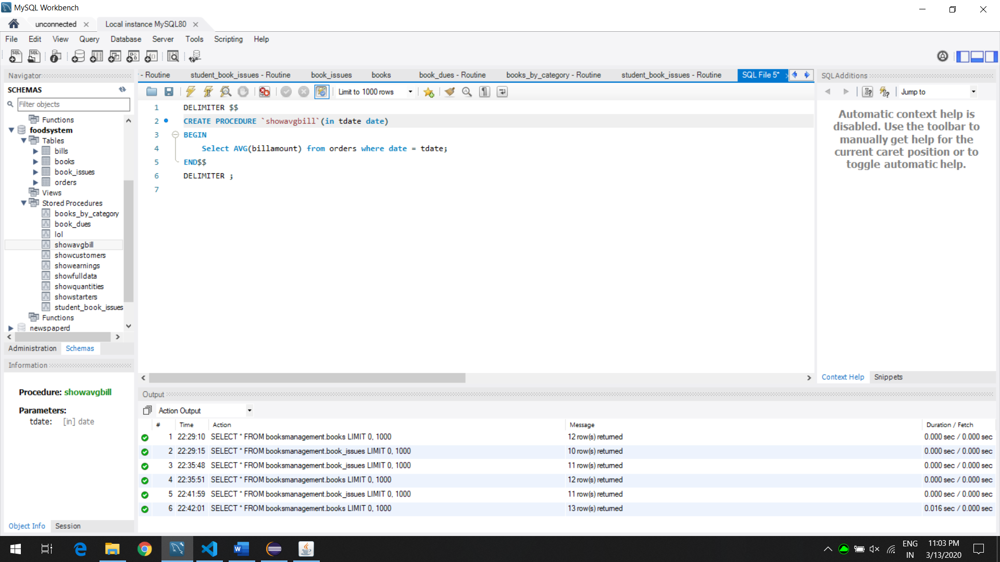 MySQL Workbench
unconnected
Local instance MySQL80
File Edit View Query Database Server Tools Scripting Help
Navigator
SCHEMAS
Filter objects
Functions
foodsystem
Tables
bills
books
book_issues
orders
Views
Stored Procedures
books_by_category
book_dues
lol
showavgbill
showcustomers
showearnings
showfulldata
showquantities
showstarters
student_book_issues
Functions
newspaperd
Administration Schemas
Information
Procedure: showavgbill
Parameters:
tdate: [in] date
Object Info Session
- Routine student_book_issues - Routine book_issues books book_dues - Routine books_by_category - Routine student_book_issues - Routine SQL File 5*
Limit to 1000 rows
1 DELIMITER $$
2 CREATE PROCEDURE `showavgbill`(in tdate date)
3 BEGIN
4 Select AVG(billamount) from orders where date = tdate;
5 END$$
6 DELIMITER ;
7
SQLAdditions
Jump to
Automatic context help is
disabled. Use the toolbar to
manually get help for the
current caret position or to
toggle automatic help.
Context Help Snippets
Output
Action Output
# Time Action Message Duration / Fetch
1 22:29:10 SELECT * FROM booksmanagement.books LIMIT 0, 1000 12 row(s) returned 0.000 sec / 0.000 sec
2 22:29:15 SELECT * FROM booksmanagement.book_issues LIMIT 0, 1000 10 row(s) returned 0.000 sec / 0.000 sec
3 22:35:48 SELECT * FROM booksmanagement.book_issues LIMIT 0, 1000 11 row(s) returned 0.000 sec / 0.000 sec
4 22:35:51 SELECT * FROM booksmanagement.books LIMIT 0, 1000 12 row(s) returned 0.000 sec / 0.000 sec
5 22:41:59 SELECT * FROM booksmanagement.book_issues LIMIT 0, 1000 11 row(s) returned 0.000 sec / 0.000 sec
6 22:42:01 SELECT * FROM booksmanagement.books LIMIT 0, 1000 13 row(s) returned 0.016 sec / 0.000 sec
ENG
IN
11:03 PM
3/13/2020